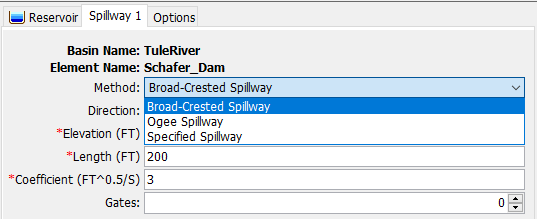 Reservoir Spillway 1 Options
Basin Name: TuleRiver
Element Name: Schafer_Dam
Method: Broad-Crested Spillway
Direction: Broad-Crested Spillway
Ogee Spillway
*Elevation (FT) Specified Spillway
*Length (FT) 200
*Coefficient (FT^0.5/S) 3
Gates: 0